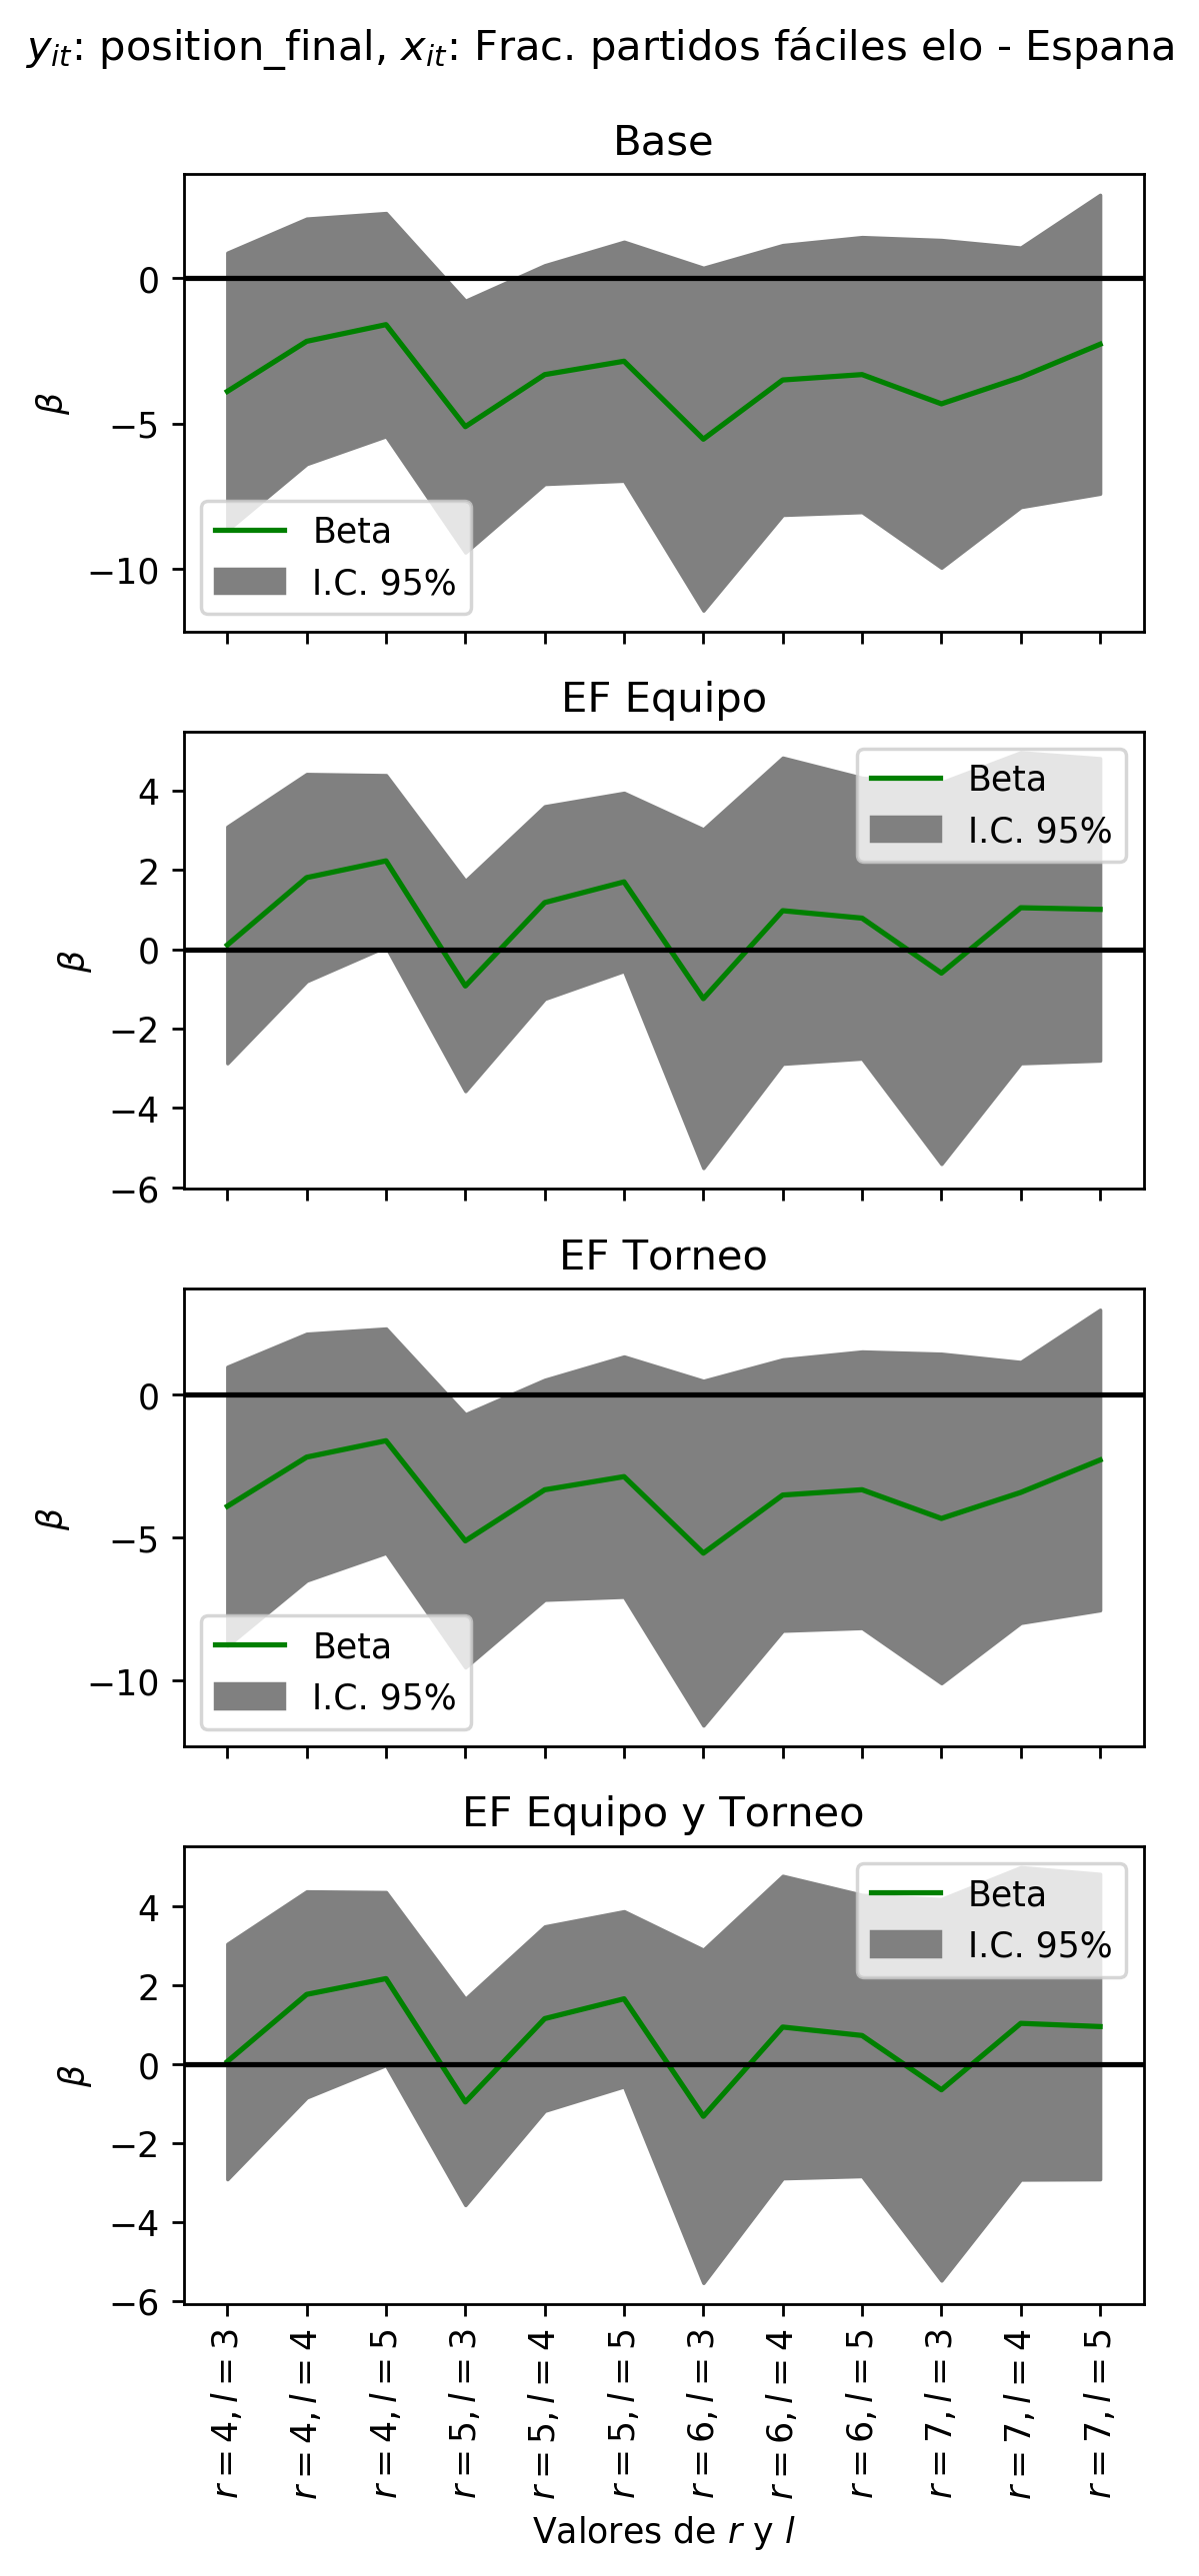 y_it: position_final, x_it: Frac. partidos fáciles elo - Espana
Base
0
−5
−10
β
Beta
I.C. 95%
EF Equipo
4
2
0
−2
−4
−6
β
Beta
I.C. 95%
EF Torneo
0
−5
−10
β
Beta
I.C. 95%
EF Equipo y Torneo
4
2
0
−2
−4
−6
β
Beta
I.C. 95%
r = 4, l = 3
r = 4, l = 4
r = 4, l = 5
r = 5, l = 3
r = 5, l = 4
r = 5, l = 5
r = 6, l = 3
r = 6, l = 4
r = 6, l = 5
r = 7, l = 3
r = 7, l = 4
r = 7, l = 5
Valores de r y l